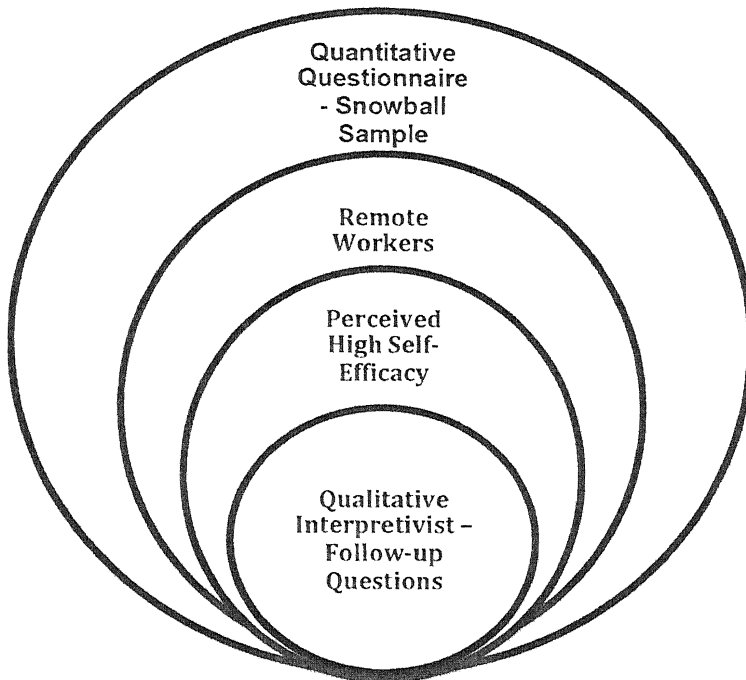 Quantitative
Questionnaire
- Snowball
Sample
Remote
Workers
Perceived
High Self-
Efficacy
Qualitative
Interpretivist –
Follow-up
Questions